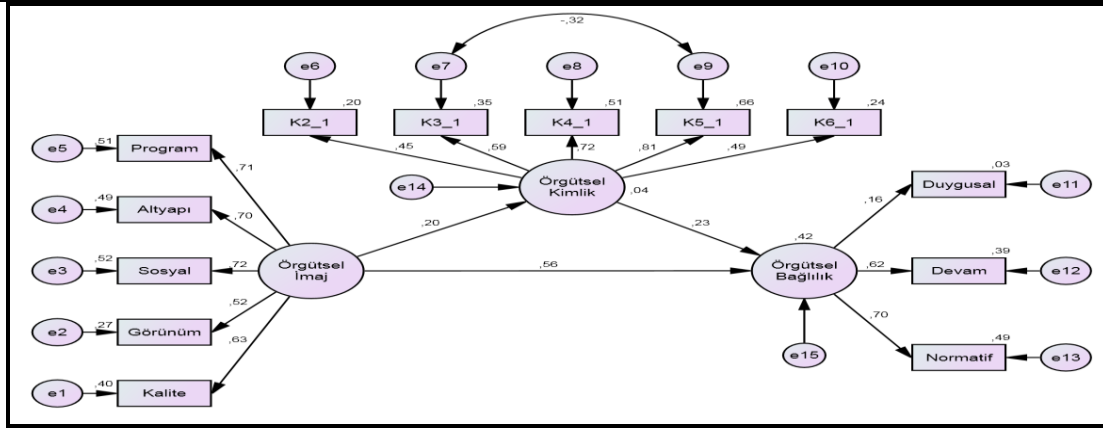 -,32
e6 e7 e8 e9 e10
,20 ,35 ,51 ,66 ,24
K2_1 K3_1 K4_1 K5_1 K6_1
,45 ,59 ,72 ,81 ,49
e5 ,51 Program
,71
e14 Örgütsel
Kimlik ,04
,03
Duygusal e11
,16
e4 ,49 Altyapı
,70
,20 ,23
,42
e3 ,52 Sosyal ,72
Örgütsel
İmaj
,56
Örgütsel
Bağlılık
,62 ,39
Devam e12
e2 ,27 Görünüm
,52
,63
,70
e15
,49
Normatif e13
e1 ,40 Kalite